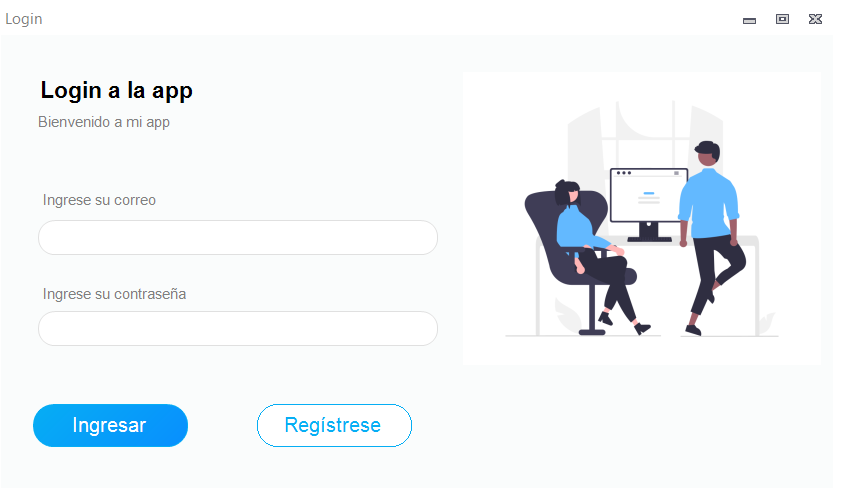 Login
Login a la app
Bienvenido a mi app
Ingrese su correo
Ingrese su contraseña
Ingresar
Regístrese